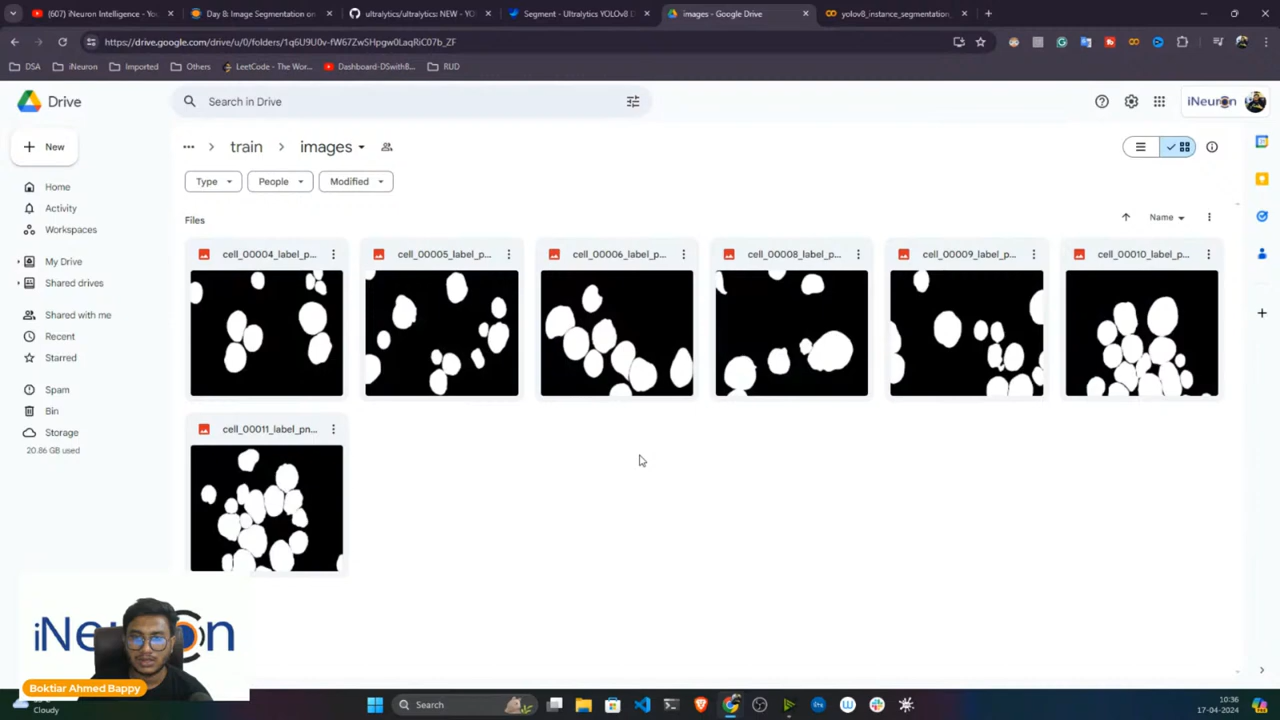 (607) iNeuron Intelligence - Yo
Day & Image Segmentation on
ultralytics/ultralytics: NEW - YO
Segment - Ultralytics YOLOv8 D
images - Google Drive
yolov8_instance_segmentation_
https://drive.google.com/drive/u/0/folders/1q6U9U0v-fW67ZwSHpgw0LaqRiC07b_ZF
DSA
iNeuron
Imported
Others
LeetCode - The Wor...
Dashboard-DSwithB...
RUD
Drive
Search in Drive
iNeuron
New
train
images
Type
People
Modified
Home
Activity
Workspaces
My Drive
Shared drives
Shared with me
Recent
Starred
Spam
Bin
Storage
20.86 GB used
Files
Name
cell_00004_label_p...
cell_00005_label_p...
cell_00006_label_p...
cell_00008_label_p...
cell_00009_label_p...
cell_00010_label_p...
cell_00011_label_pn...
Boktiar Ahmed Bappy
Cloudy
Search
10:36
17-04-2024